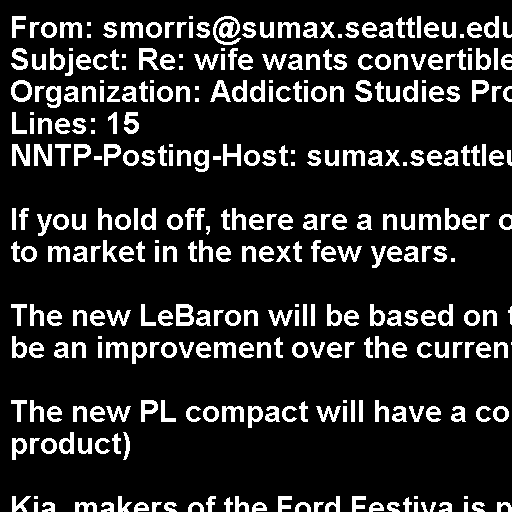 From: smorris@sumax.seattleu.edu
Subject: Re: wife wants convertible
Organization: Addiction Studies Pro
Lines: 15
NNTP-Posting-Host: sumax.seattleu
If you hold off, there are a number o
to market in the next few years.
The new LeBaron will be based on t
be an improvement over the current
The new PL compact will have a co
product)
Kia, makers of the Ford Festiva is p